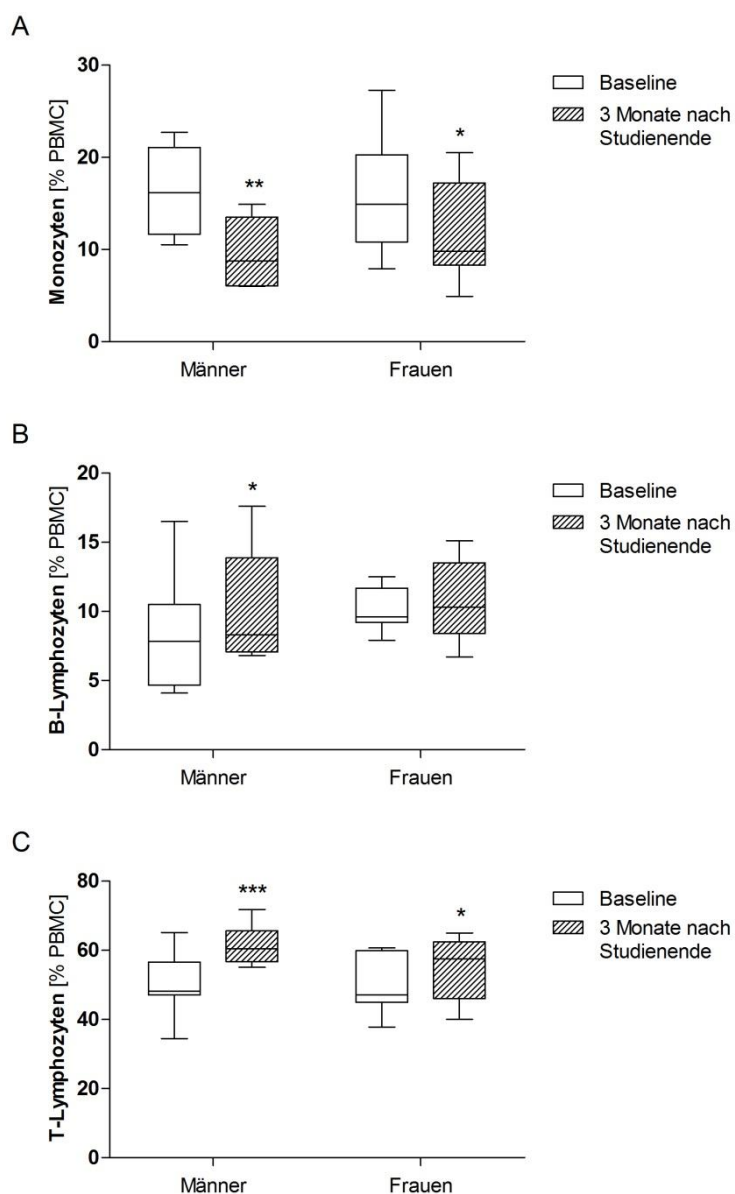 A
Monozyten [% PBMC]
30
20
10
0
**
*
Männer
Frauen
Baseline
3 Monate nach
Studienende
B
B-Lymphozyten [% PBMC]
20
15
10
5
0
*
Männer
Frauen
Baseline
3 Monate nach
Studienende
C
T-Lymphozyten [% PBMC]
80
60
40
20
0
***
*
Männer
Frauen
Baseline
3 Monate nach
Studienende